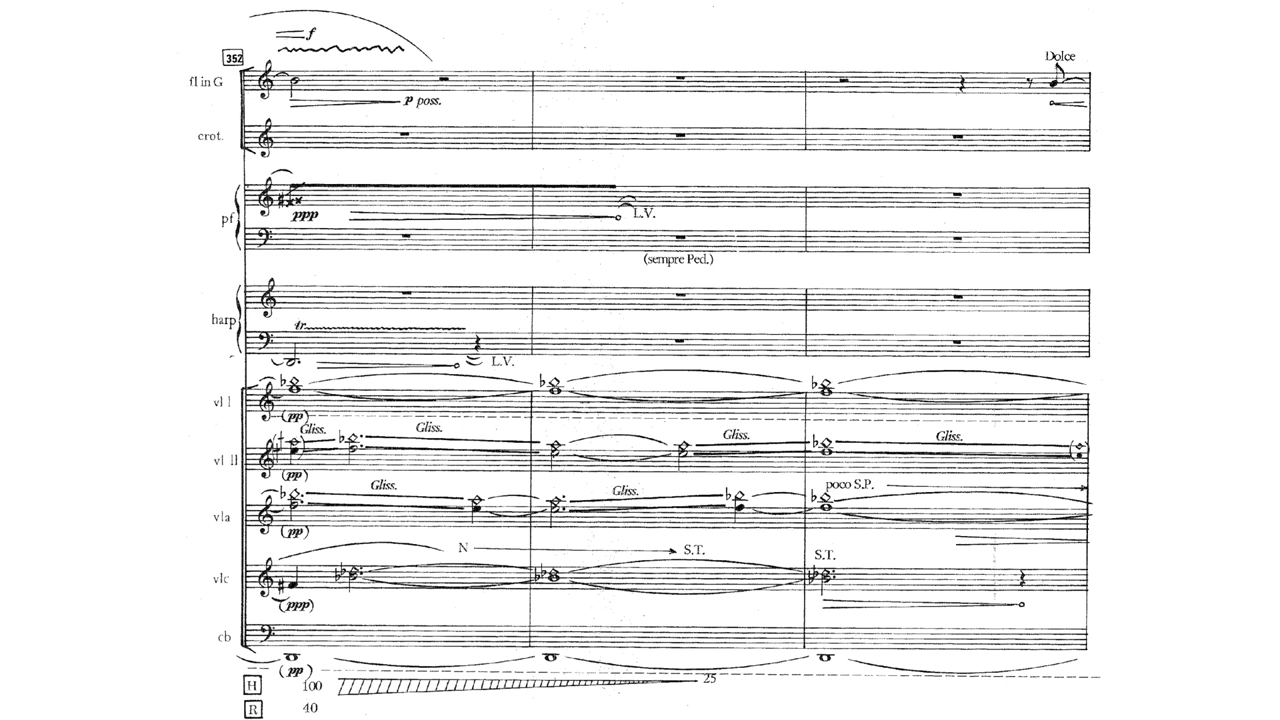 f
352
Dolce
fl in G
p poss.
crot.
ppp
L.V.
pf
(sempre Ped.)
harp
tr
L.V.
vl I
(pp)
Gliss. Gliss. Gliss. Gliss.
vl II
(pp)
Gliss. Gliss. poco S.P.
vla
(pp)
N S.T. S.T.
vlc
(ppp)
cb
(pp)
H 100 25
R 40